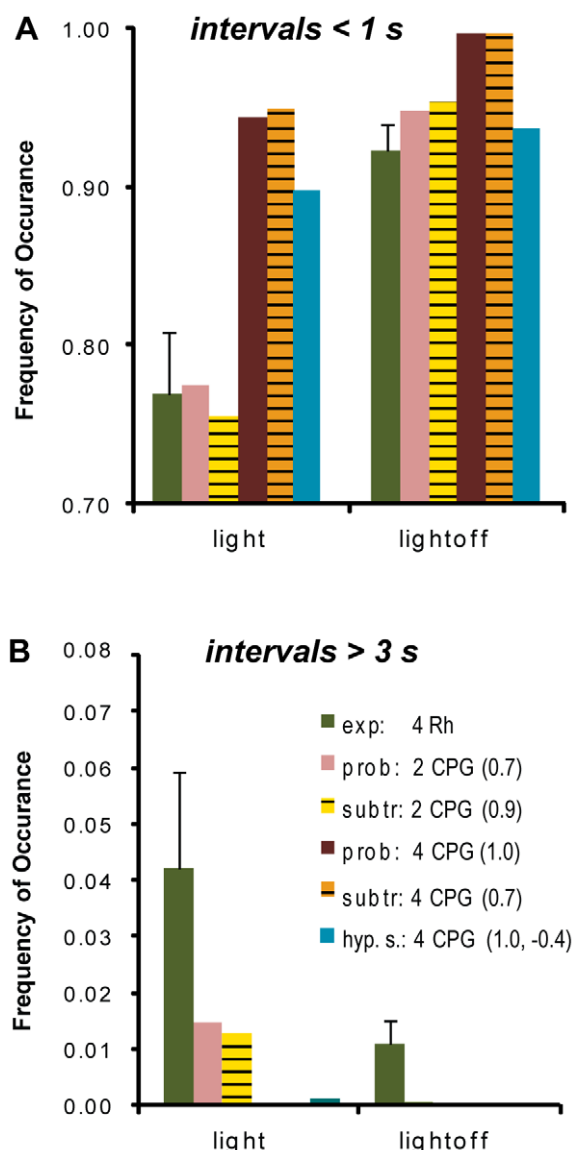 A intervals < 1 s
Frequency of Occurance
1.00
0.90
0.80
0.70
light lightoff
B intervals > 3 s
Frequency of Occurance
0.08
0.07
0.06
0.05
0.04
0.03
0.02
0.01
0.00
exp: 4 Rh
prob: 2 CPG (0.7)
subtr: 2 CPG (0.9)
prob: 4 CPG (1.0)
subtr: 4 CPG (0.7)
hyp. s.: 4 CPG (1.0, -0.4)
light lightoff